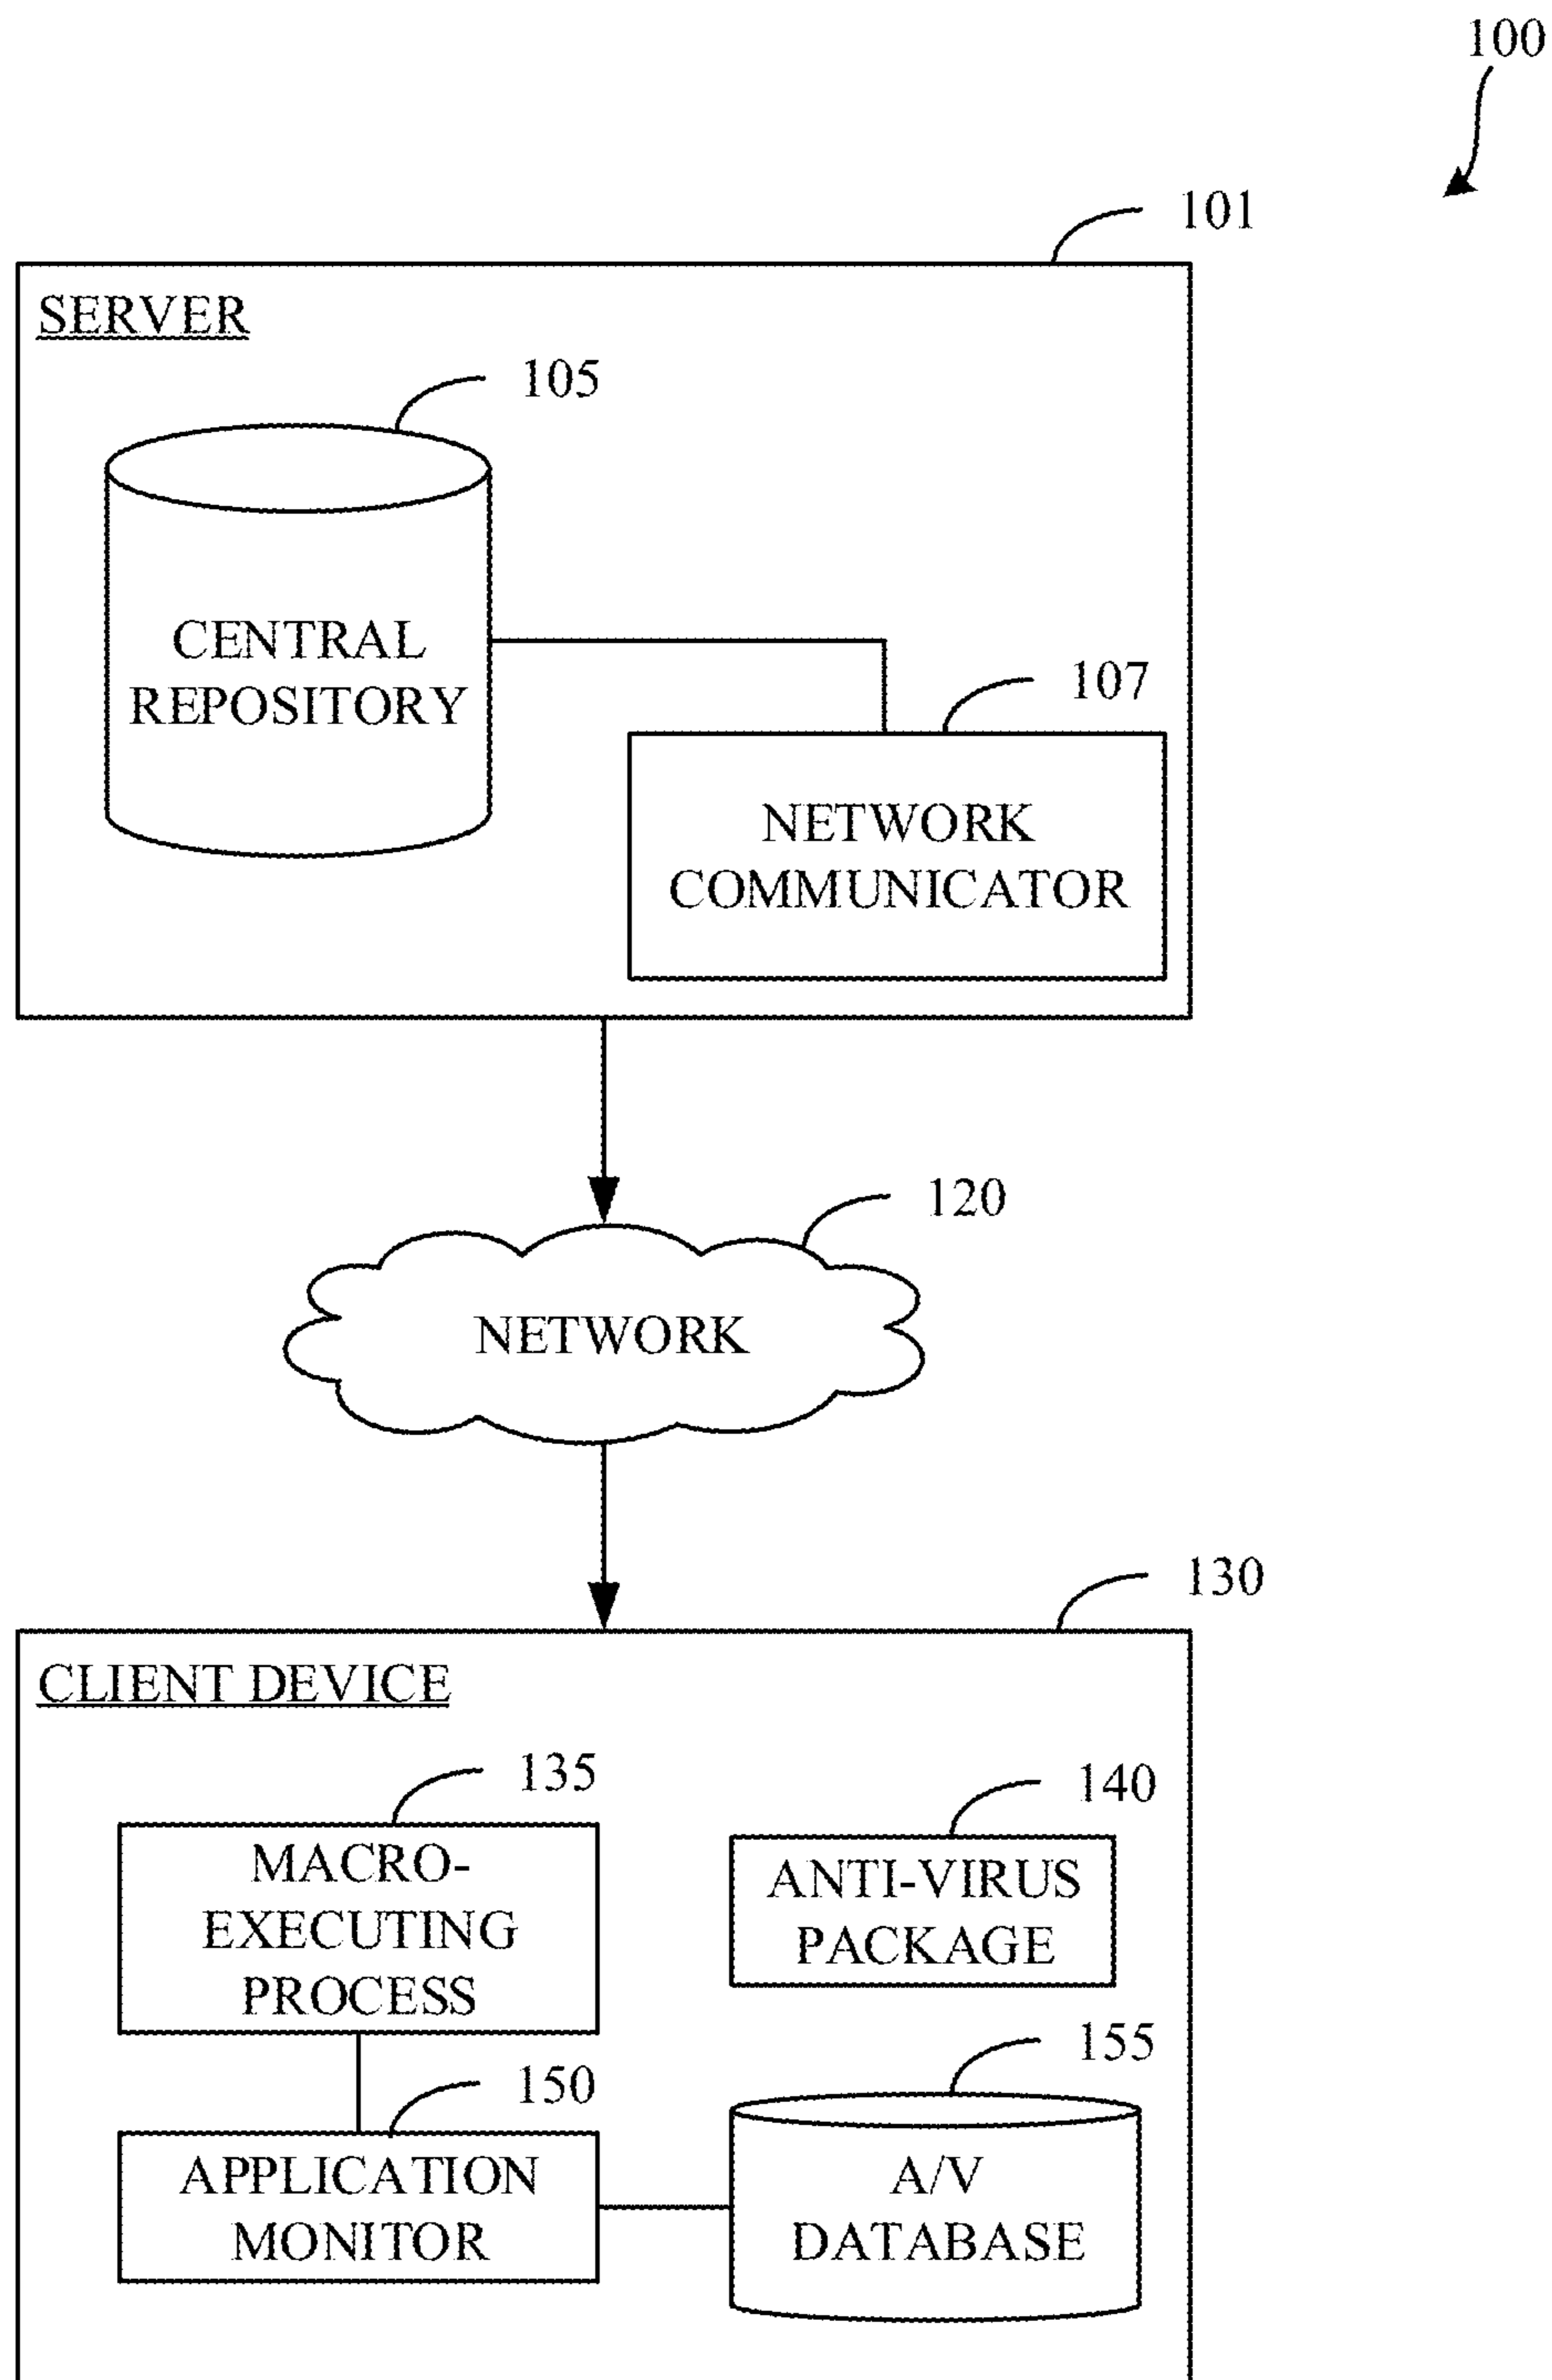 100
101
SERVER
105
CENTRAL
REPOSITORY
107
NETWORK
COMMUNICATOR
120
NETWORK
130
CLIENT DEVICE
135
MACRO-
EXECUTING
PROCESS
140
ANTI-VIRUS
PACKAGE
150
APPLICATION
MONITOR
155
A/V
DATABASE